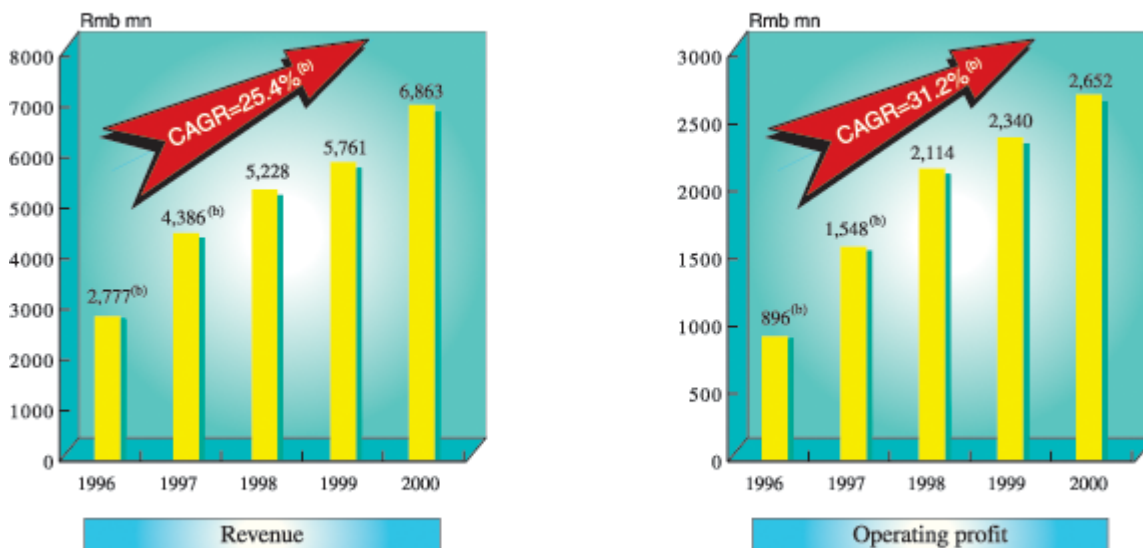 Rmb mn
8000
7000
6000
5000
4000
3000
2000
1000
0
CAGR=25.4%(b)
2,777(b)
4,386(b)
5,228
5,761
6,863
1996 1997 1998 1999 2000
Revenue
Rmb mn
3000
2500
2000
1500
1000
500
0
CAGR=31.2%(b)
896(b)
1,548(b)
2,114
2,340
2,652
1996 1997 1998 1999 2000
Operating profit